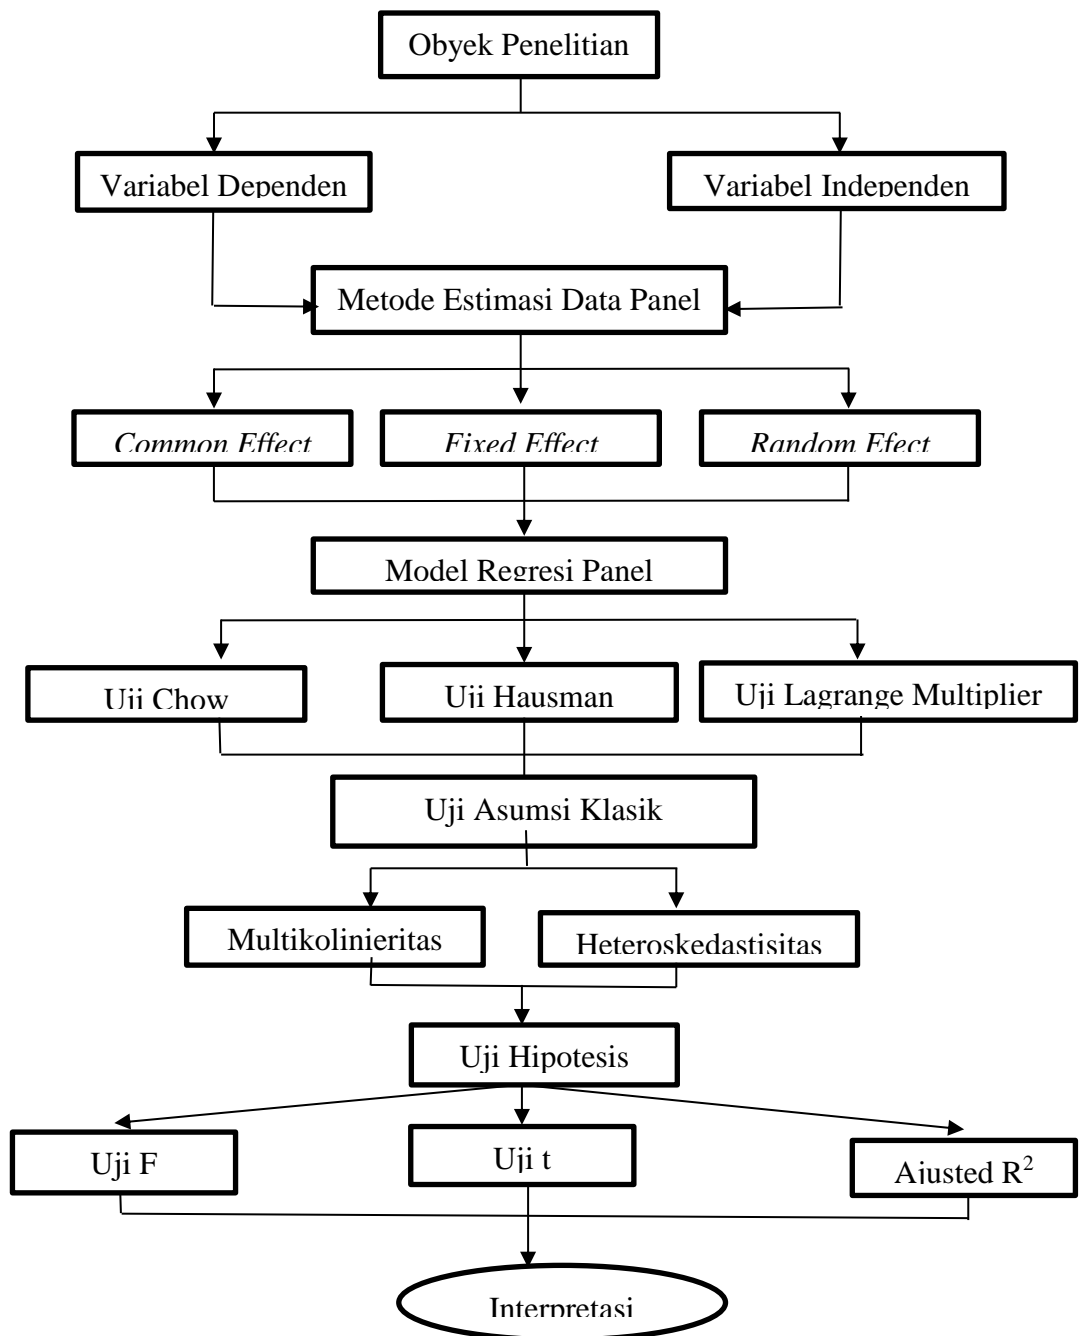 Obyek Penelitian
Variabel Dependen
Variabel Independen
Metode Estimasi Data Panel
Common Effect
Fixed Effect
Random Efect
Model Regresi Panel
Uji Chow
Uji Hausman
Uji Lagrange Multiplier
Uji Asumsi Klasik
Multikolinieritas
Heteroskedastisitas
Uji Hipotesis
Uji F
Uji t
Ajusted R²
Interpretasi